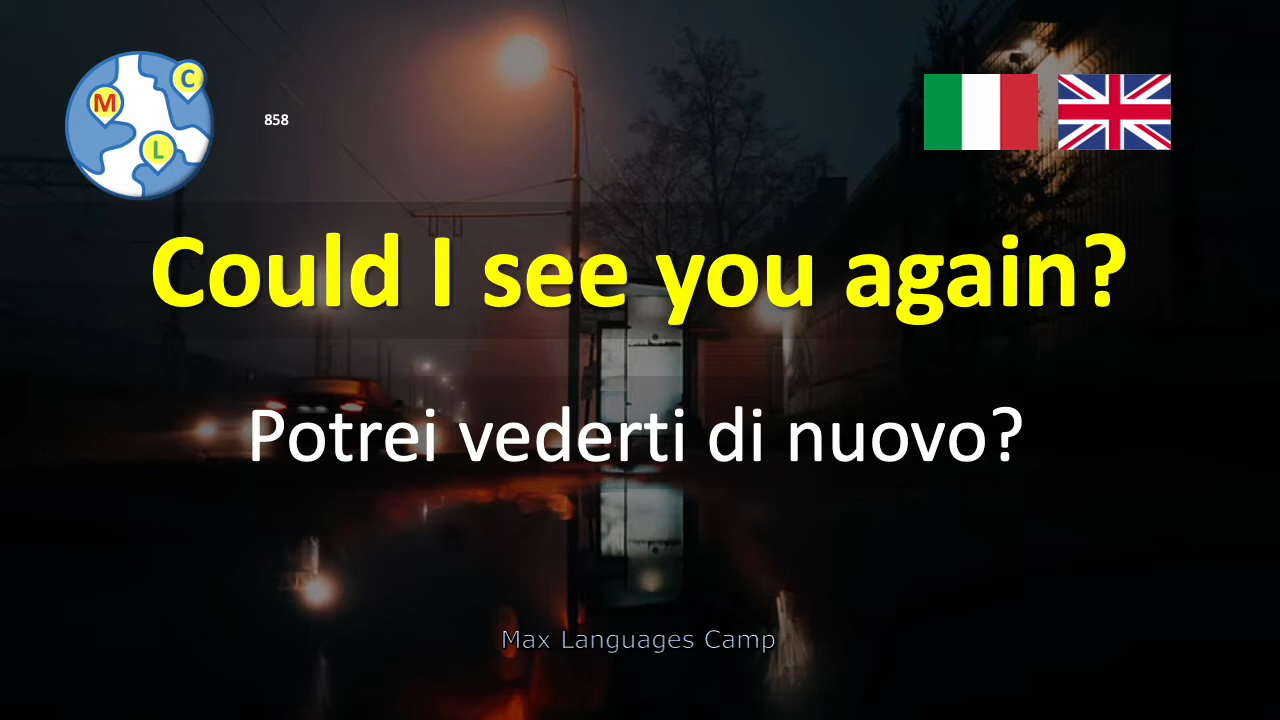 M
C
L
858
Could I see you again?
Potrei vederti di nuovo?
Max Languages Camp